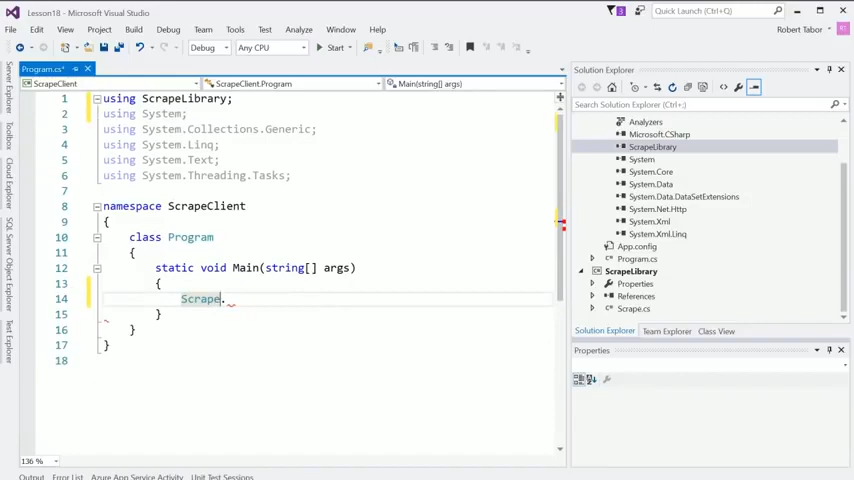 Lesson18 - Microsoft Visual Studio
3
Quick Launch (Ctrl+Q)
File Edit View Project Build Debug Team Tools Test Analyze Window Help
Robert Tabor
RT
Debug Any CPU Start
Program.cs*
ScrapeClient ScrapeClient.Program Main(string[] args)
Server Explorer
Toolbox
Cloud Explorer
SQL Server Object Explorer
Test Explorer
1 using ScrapeLibrary;
2 using System;
3 using System.Collections.Generic;
4 using System.Linq;
5 using System.Text;
6 using System.Threading.Tasks;
7
8 namespace ScrapeClient
9 {
10 class Program
11 {
12 static void Main(string[] args)
13 {
14 Scrape.
15 }
16 }
17 }
18
136 %
Solution Explorer
Search Solution Explorer (Ctrl+;)
Analyzers
Microsoft.CSharp
ScrapeLibrary
System
System.Core
System.Data
System.Data.DataSetExtensions
System.Net.Http
System.Xml
System.Xml.Linq
App.config
Program.cs
ScrapeLibrary
Properties
References
Scrape.cs
Solution Explorer Team Explorer Class View
Properties
Output Error List Azure App Service Activity Unit Test Sessions